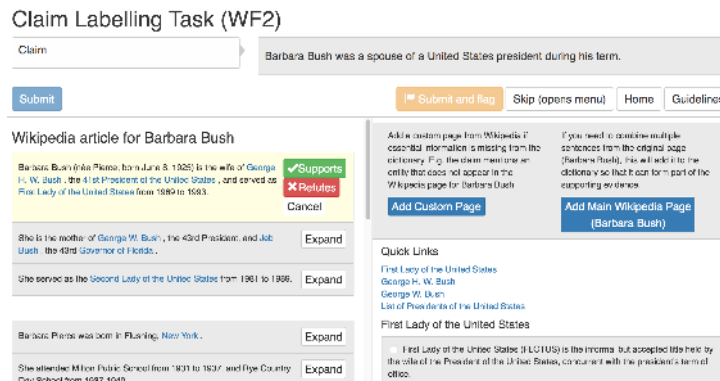 Claim Labelling Task (WF2)
Claim
Barbara Bush was a spouse of a United States president during his term.
Submit
Submit and flag
Skip (opens menu)
Home
Guidelines
Wikipedia article for Barbara Bush
Barbara Bush (née Pierce; born June 8, 1925) is the wife of George
H. W. Bush , the 41st President of the United States , and served as
First Lady of the United States from 1989 to 1993.
Supports
Refutes
Cancel
She is the mother of George W. Bush , the 43rd President, and Jeb
Bush , the 43rd Governor of Florida .
Expand
She served as the Second Lady of the United States from 1981 to 1989.
Expand
Barbara Pierce was born in Flushing, New York .
Expand
She attended Milton Public School from 1931 to 1937, and Rye Country
Day School from 1937-1940
Expand
Add a custom page from Wikipedia if
essential information is missing from the
dictionary. E.g. the claim mentions an
entity that does not appear in the
Wikipedia page for Barbara Bush
Add Custom Page
If you need to combine multiple
sentences from the original page
(Barbara Bush), this will add it to the
dictionary so that it can form part of the
supporting evidence.
Add Main Wikipedia Page
(Barbara Bush)
Quick Links
First Lady of the United States
George H. W. Bush
George W. Bush
List of Presidents of the United States
First Lady of the United States
First Lady of the United States (FLOTUS) is the informal but accepted title held by
the wife of the President of the United States, concurrent with the president's term of
office.